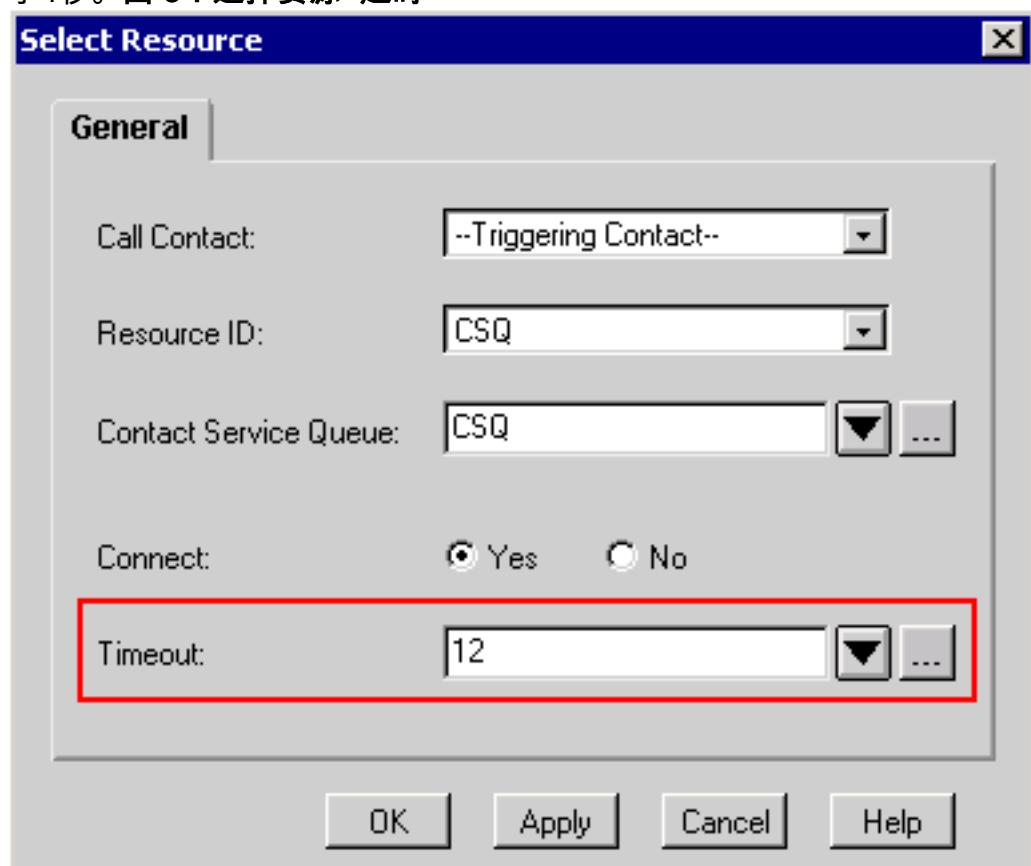 Select Resource
General
Call Contact: --Triggering Contact--
Resource ID: CSQ
Contact Service Queue: CSQ ...
Connect: Yes No
Timeout: 12 ...
OK Apply Cancel Help